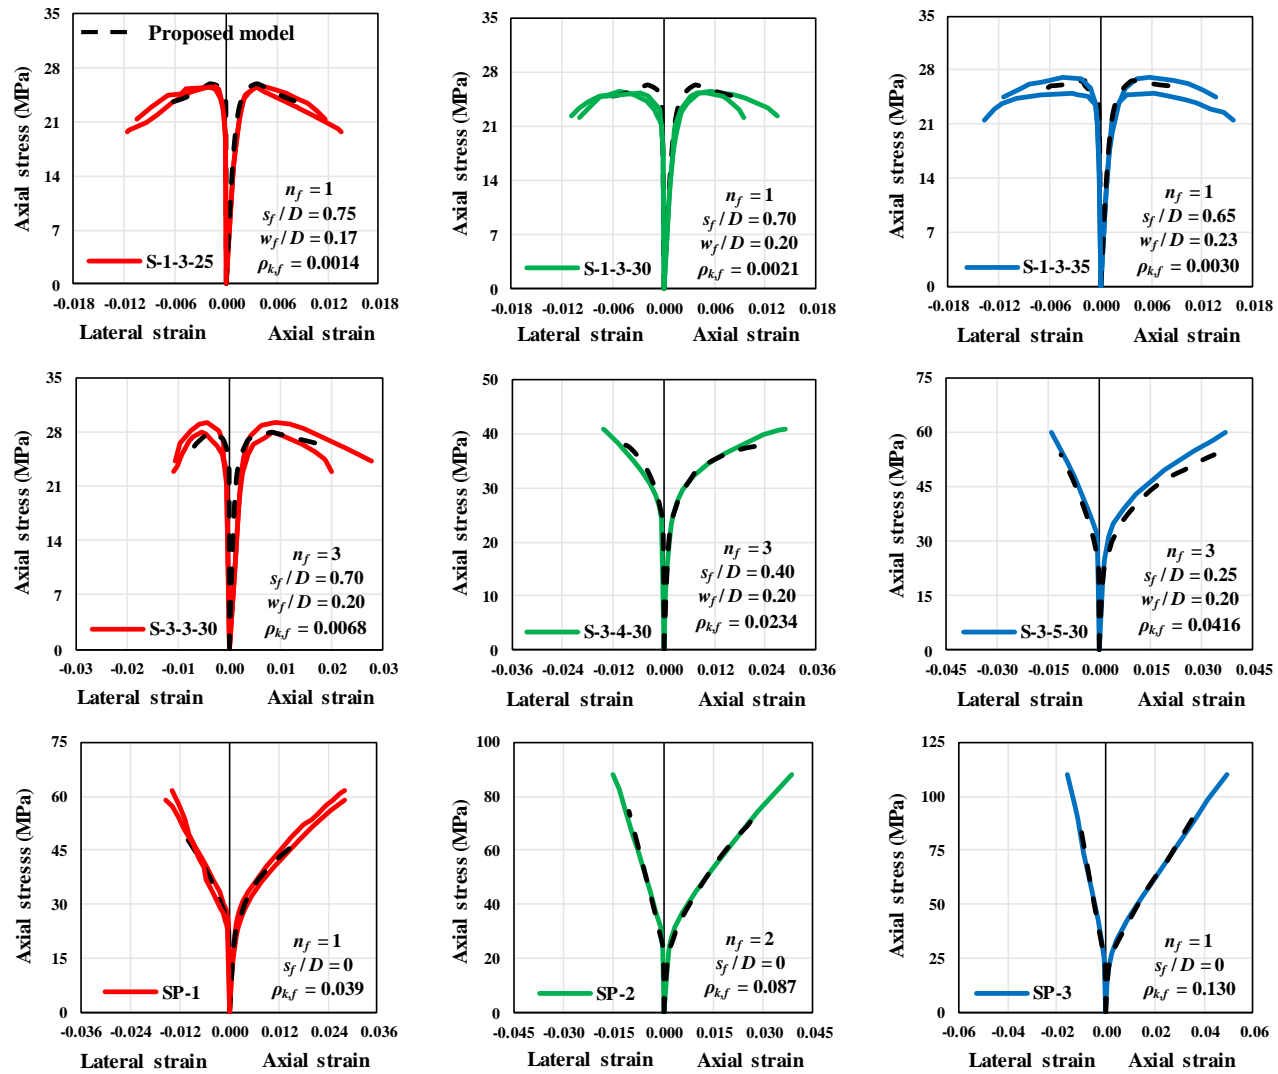 35
28
21
14
7
0
Axial stress (MPa)
Proposed model
n_f = 1
s_f / D = 0.75
w_f / D = 0.17
ρ_k,f = 0.0014
S-1-3-25
-0.018 -0.012 -0.006 0.000 0.006 0.012 0.018
Lateral strain Axial strain
35
28
21
14
7
0
Axial stress (MPa)
n_f = 1
s_f / D = 0.70
w_f / D = 0.20
ρ_k,f = 0.0021
S-1-3-30
-0.018 -0.012 -0.006 0.000 0.006 0.012 0.018
Lateral strain Axial strain
35
28
21
14
7
0
Axial stress (MPa)
n_f = 1
s_f / D = 0.65
w_f / D = 0.23
ρ_k,f = 0.0030
S-1-3-35
-0.018 -0.012 -0.006 0.000 0.006 0.012 0.018
Lateral strain Axial strain
35
28
21
14
7
0
Axial stress (MPa)
n_f = 3
s_f / D = 0.70
w_f / D = 0.20
ρ_k,f = 0.0068
S-3-3-30
-0.03 -0.02 -0.01 0.00 0.01 0.02 0.03
Lateral strain Axial strain
50
40
30
20
10
0
Axial stress (MPa)
n_f = 3
s_f / D = 0.40
w_f / D = 0.20
ρ_k,f = 0.0234
S-3-4-30
-0.036 -0.024 -0.012 0.000 0.012 0.024 0.036
Lateral strain Axial strain
60
45
30
15
0
Axial stress (MPa)
n_f = 3
s_f / D = 0.25
w_f / D = 0.20
ρ_k,f = 0.0416
S-3-5-30
-0.045 -0.030 -0.015 0.000 0.015 0.030 0.045
Lateral strain Axial strain
75
60
45
30
15
0
Axial stress (MPa)
n_f = 1
s_f / D = 0
ρ_k,f = 0.039
SP-1
-0.036 -0.024 -0.012 0.000 0.012 0.024 0.036
Lateral strain Axial strain
100
80
60
40
20
0
Axial stress (MPa)
n_f = 2
s_f / D = 0
ρ_k,f = 0.087
SP-2
-0.045 -0.030 -0.015 0.000 0.015 0.030 0.045
Lateral strain Axial strain
125
100
75
50
25
0
Axial stress (MPa)
n_f = 1
s_f / D = 0
ρ_k,f = 0.130
SP-3
-0.06 -0.04 -0.02 0.00 0.02 0.04 0.06
Lateral strain Axial strain